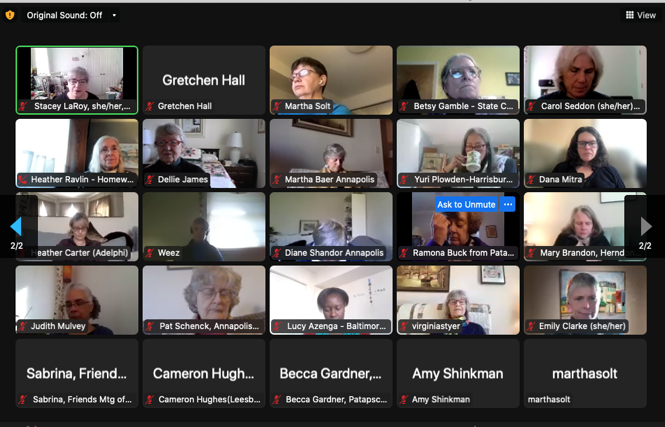 Original Sound: Off
View
Stacey LaRoy, she/her,...
Gretchen Hall
Gretchen Hall
Martha Solt
Betsy Gamble - State C...
Carol Seddon (she/her)...
Heather Ravlin - Homew...
Dellie James
Martha Baer Annapolis
Yuri Plowden-Harrisbur...
Dana Mitra
Ask to Unmute ...
2/2
Heather Carter (Adelphi)
Weez
Diane Shandor Annapolis
Ramona Buck from Pata...
Mary Brandon, Hernd
2/2
Judith Mulvey
Pat Schenck, Annapolis...
Lucy Azenga - Baltimor...
virginiastyer
Emily Clarke (she/her)
Sabrina, Friend...
Cameron Hugh...
Becca Gardner,...
Amy Shinkman
marthasolt
Sabrina, Friends Mtg of...
Cameron Hughes(Leesb...
Becca Gardner, Patapsc...
Amy Shinkman
marthasolt